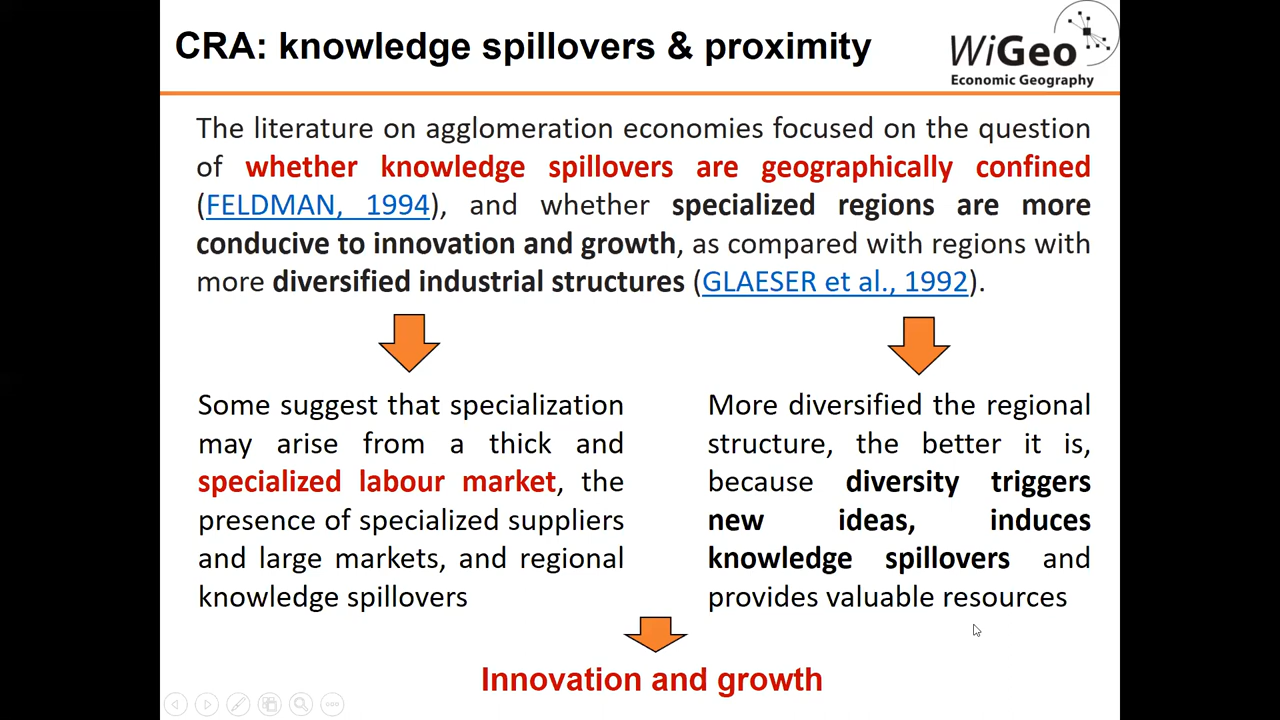 CRA: knowledge spillovers & proximity
WiGeo
Economic Geography
The literature on agglomeration economies focused on the question
of whether knowledge spillovers are geographically confined
(FELDMAN, 1994), and whether specialized regions are more
conducive to innovation and growth, as compared with regions with
more diversified industrial structures (GLAESER et al., 1992).
Some suggest that specialization
may arise from a thick and
specialized labour market, the
presence of specialized suppliers
and large markets, and regional
knowledge spillovers
More diversified the regional
structure, the better it is,
because diversity triggers
new ideas, induces
knowledge spillovers and
provides valuable resources
Innovation and growth